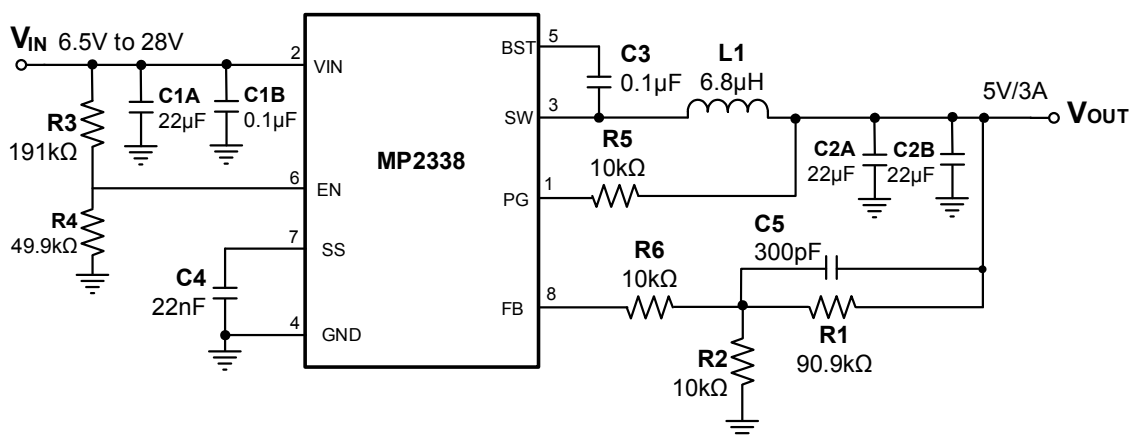 VIN 6.5V to 28V
C1A
22µF
C1B
0.1µF
R3
191kΩ
R4
49.9kΩ
2
VIN
6
EN
7
SS
C4
22nF
4
GND
MP2338
BST
5
C3
0.1µF
L1
6.8µH
3
SW
R5
10kΩ
1
PG
5V/3A
VOUT
C2A
22µF
C2B
22µF
C5
300pF
R6
10kΩ
8
FB
R1
90.9kΩ
R2
10kΩ